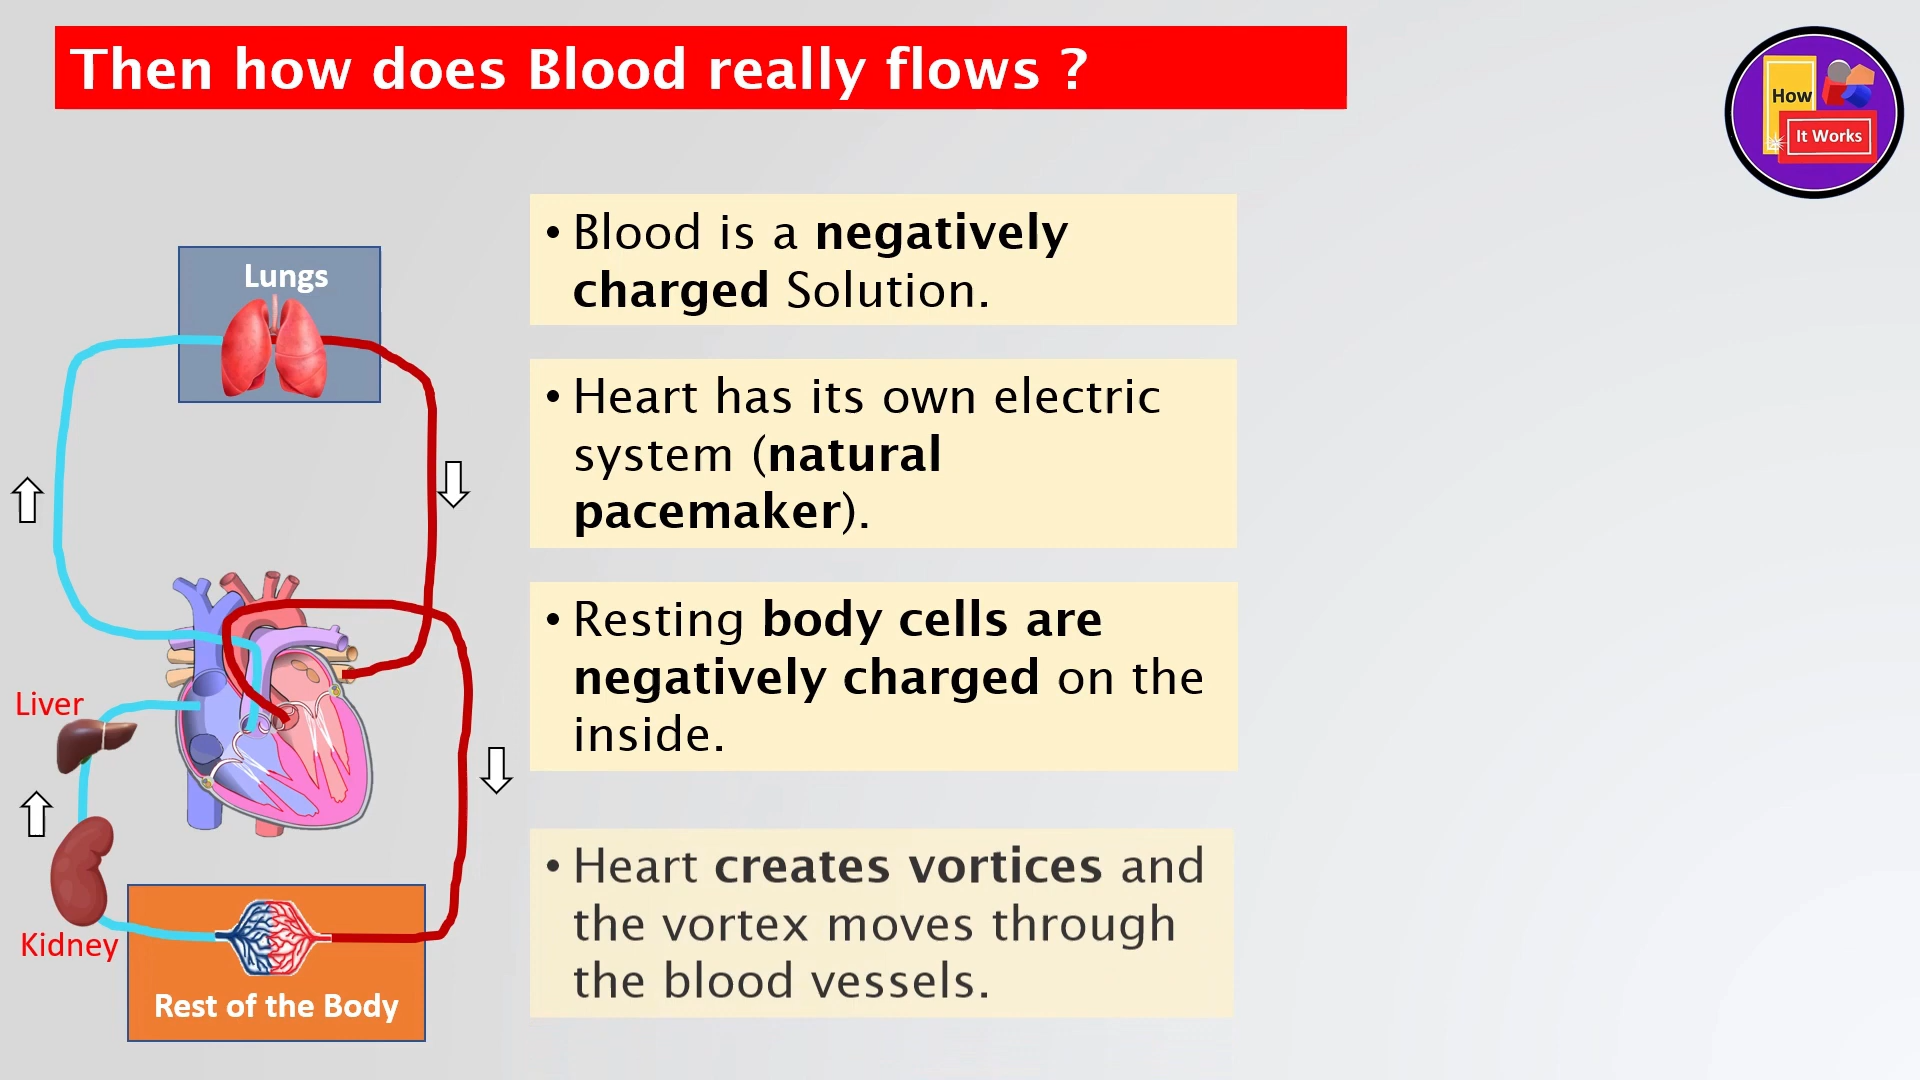 Then how does Blood really flows ?
How
It Works
• Blood is a negatively
charged Solution.
• Heart has its own electric
system (natural
pacemaker).
• Resting body cells are
negatively charged on the
inside.
• Heart creates vortices and
the vortex moves through
the blood vessels.
Lungs
Liver
Kidney
Rest of the Body